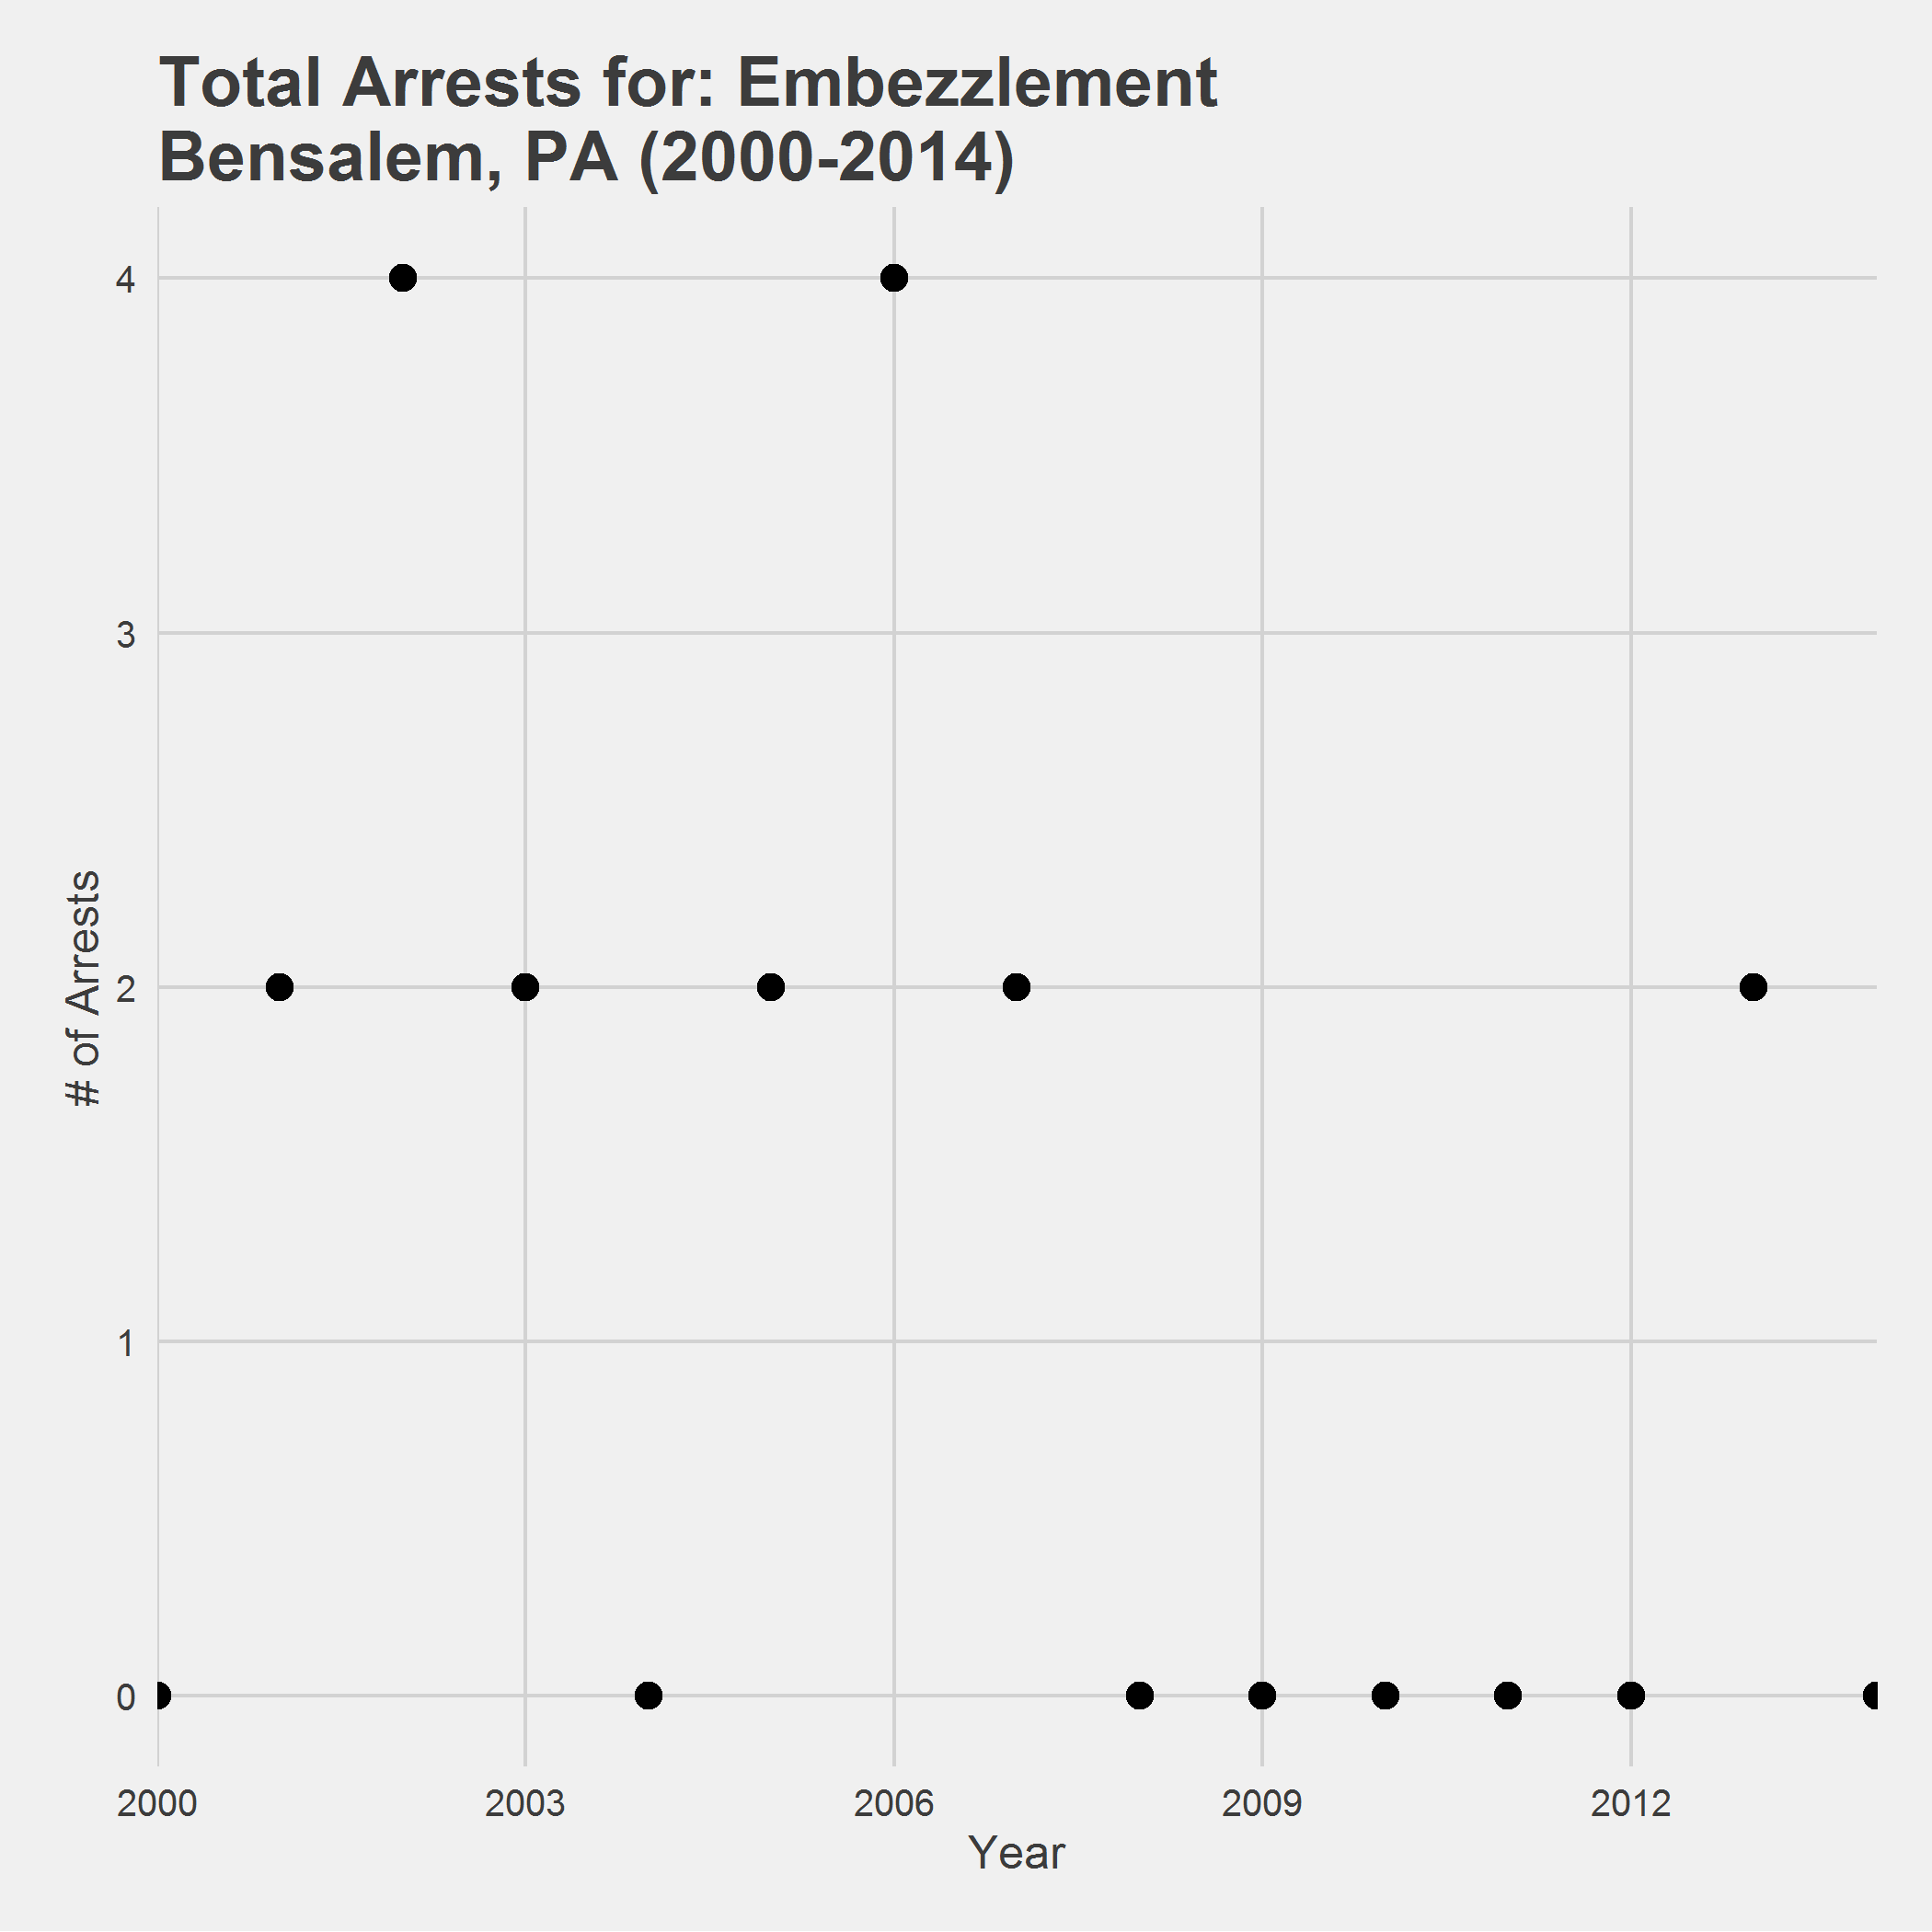 Total Arrests for: Embezzlement
Bensalem, PA (2000-2014)
4
3
2
1
0
# of Arrests
2000 2003 2006 2009 2012
Year